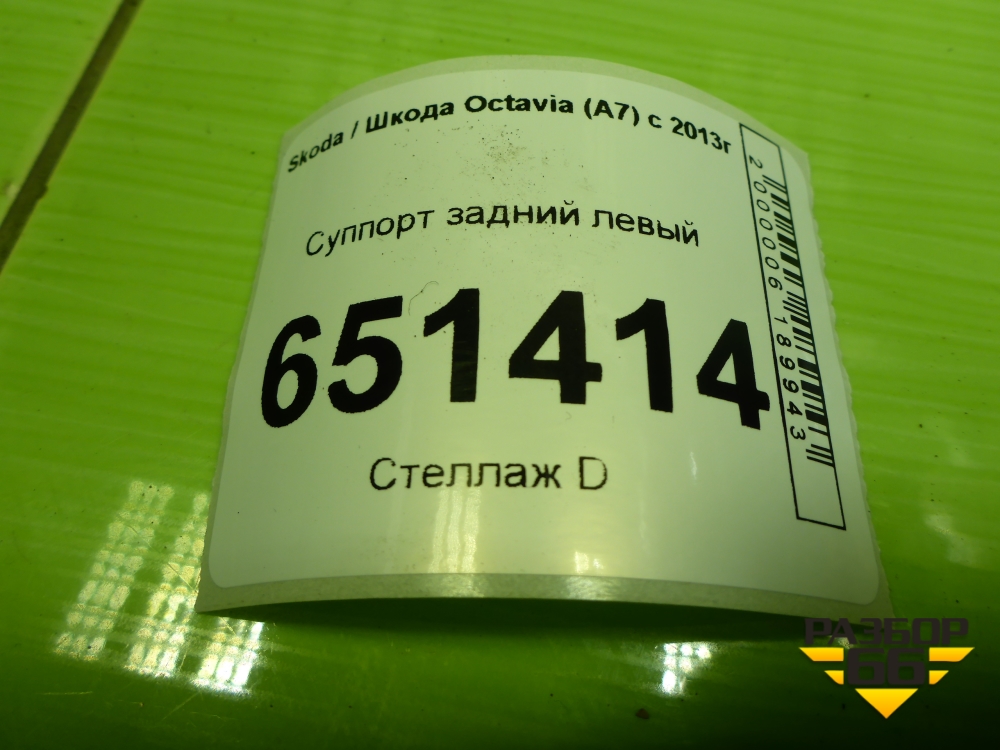 Skoda / Шкода Octavia (A7) с 2013г
Суппорт задний левый
651414
Стеллаж D
2000006189943
РАЗБОР
66